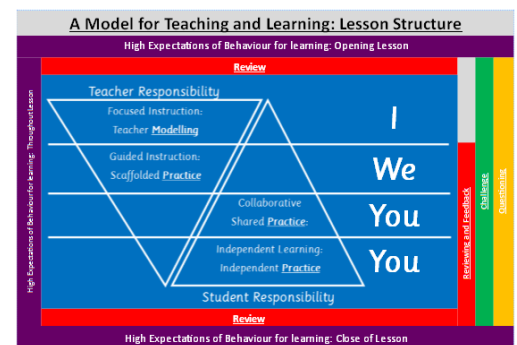 A Model for Teaching and Learning: Lesson Structure
High Expectations of Behaviour for learning: Opening Lesson
Review
Teacher Responsibility
Focused Instruction:
Teacher Modelling
I
Guided Instruction:
Scaffolded Practice
We
Collaborative
Shared Practice:
You
Independent Learning:
Independent Practice
You
Student Responsibility
Review
High Expectations of Behaviour for learning: Close of Lesson
High Expectations of Behaviour for learning: Throughout Lesson
Reviewing and Feedback
Challenge
Questioning